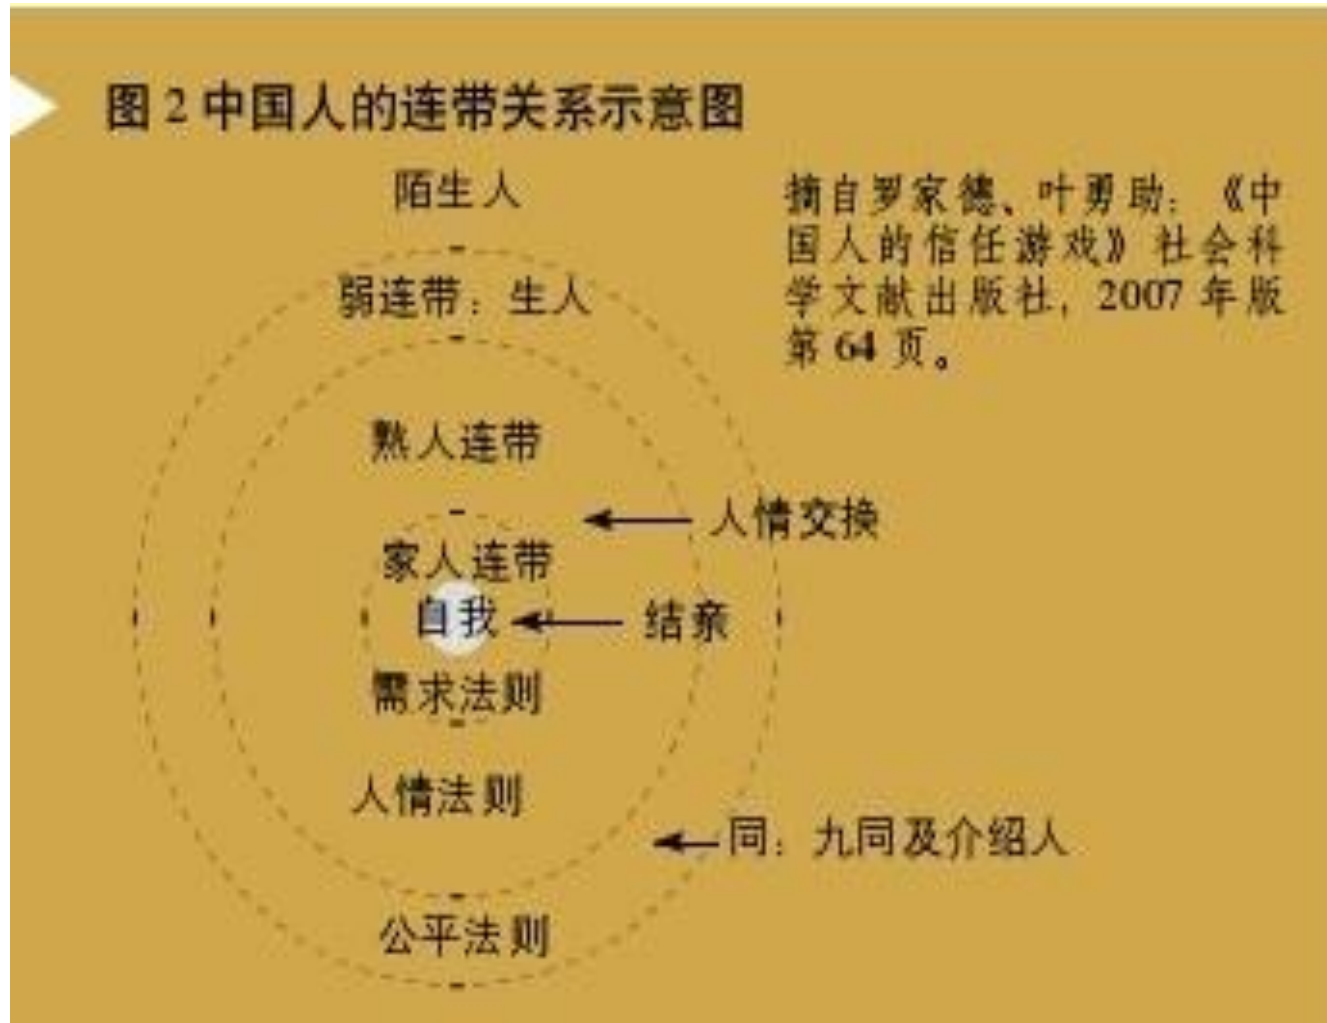 图 2 中国人的连带关系示意图
陌生人
摘自罗家德、叶勇助：《中
国人的信任游戏》社会科
学文献出版社，2007 年版
第 64 页。
弱连带：生人
熟人连带
人情交换
家人连带
自我
结亲
需求法则
人情法则
同：九同及介绍人
公平法则